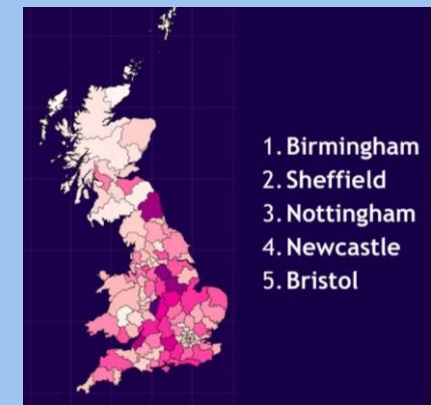 1. Birmingham
2. Sheffield
3. Nottingham
4. Newcastle
5. Bristol